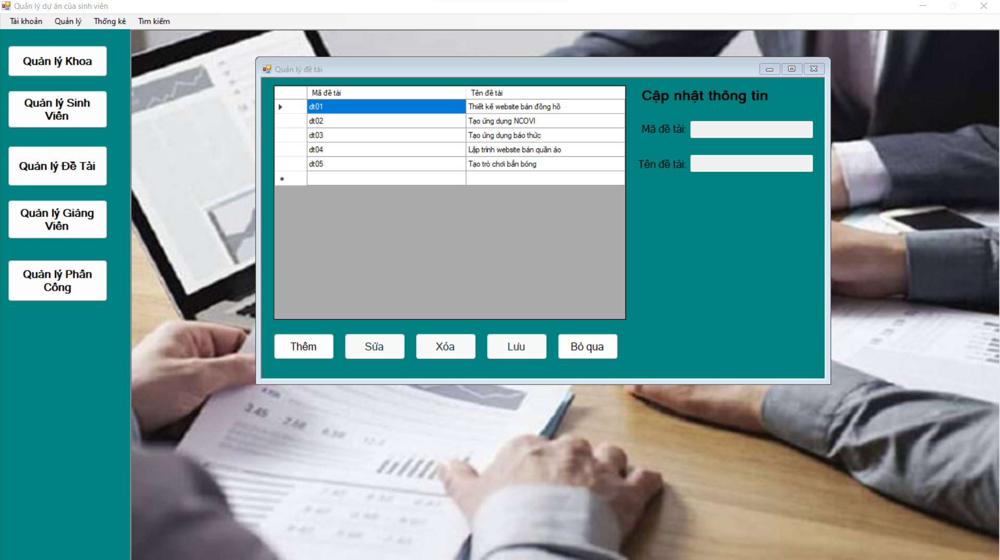 Quản lý dự án của sinh viên
Tài khoản Quản lý Thống kê Tìm kiếm
Quản lý Khoa
Quản lý Sinh
Viên
Quản lý Đề Tài
Quản lý Giảng
Viên
Quản lý Phân
Công
Quản lý đề tài
Mã đề tài Tên đề tài
dt01 Thiết kế website bán đồng hồ
dt02 Tạo ứng dụng NCOVI
dt03 Tạo ứng dụng báo thức
dt04 Lập trình website bán quần áo
dt05 Tạo trò chơi bắn bóng
Cập nhật thông tin
Mã đề tài:
Tên đề tài:
Thêm Sửa Xóa Lưu Bỏ qua
3.45 2.68